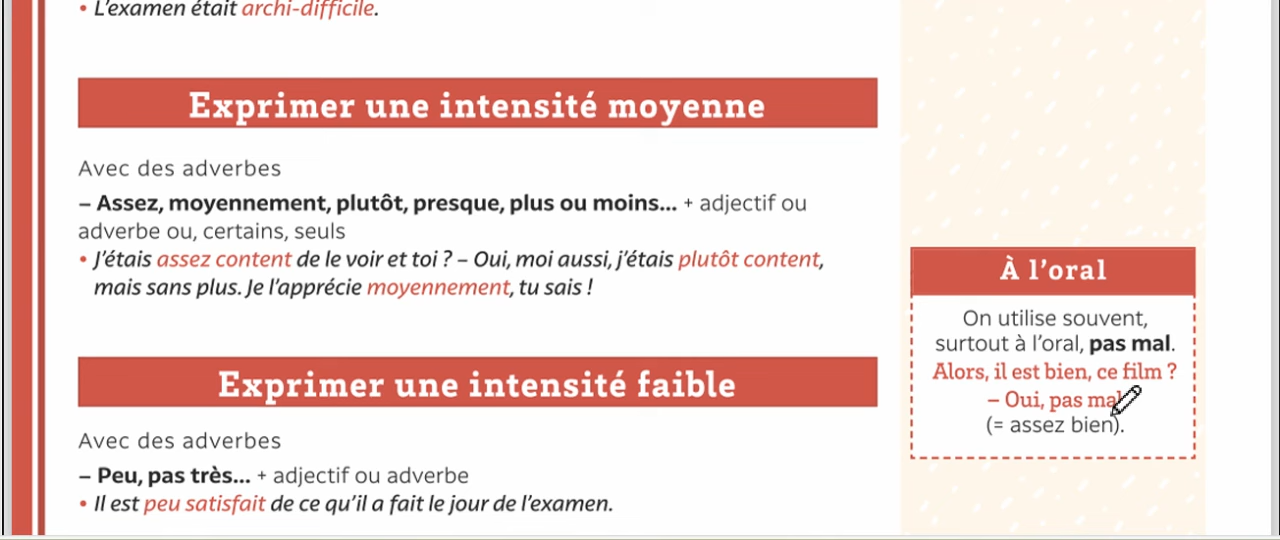 • L'examen était archi-difficile.
Exprimer une intensité moyenne
Avec des adverbes
– Assez, moyennement, plutôt, presque, plus ou moins... + adjectif ou
adverbe ou, certains, seuls
• J'étais assez content de le voir et toi ? – Oui, moi aussi, j'étais plutôt content,
mais sans plus. Je l'apprécie moyennement, tu sais !
Exprimer une intensité faible
Avec des adverbes
– Peu, pas très... + adjectif ou adverbe
• Il est peu satisfait de ce qu'il a fait le jour de l'examen.
À l'oral
On utilise souvent,
surtout à l'oral, pas mal.
Alors, il est bien, ce film ?
– Oui, pas mal
(= assez bien).